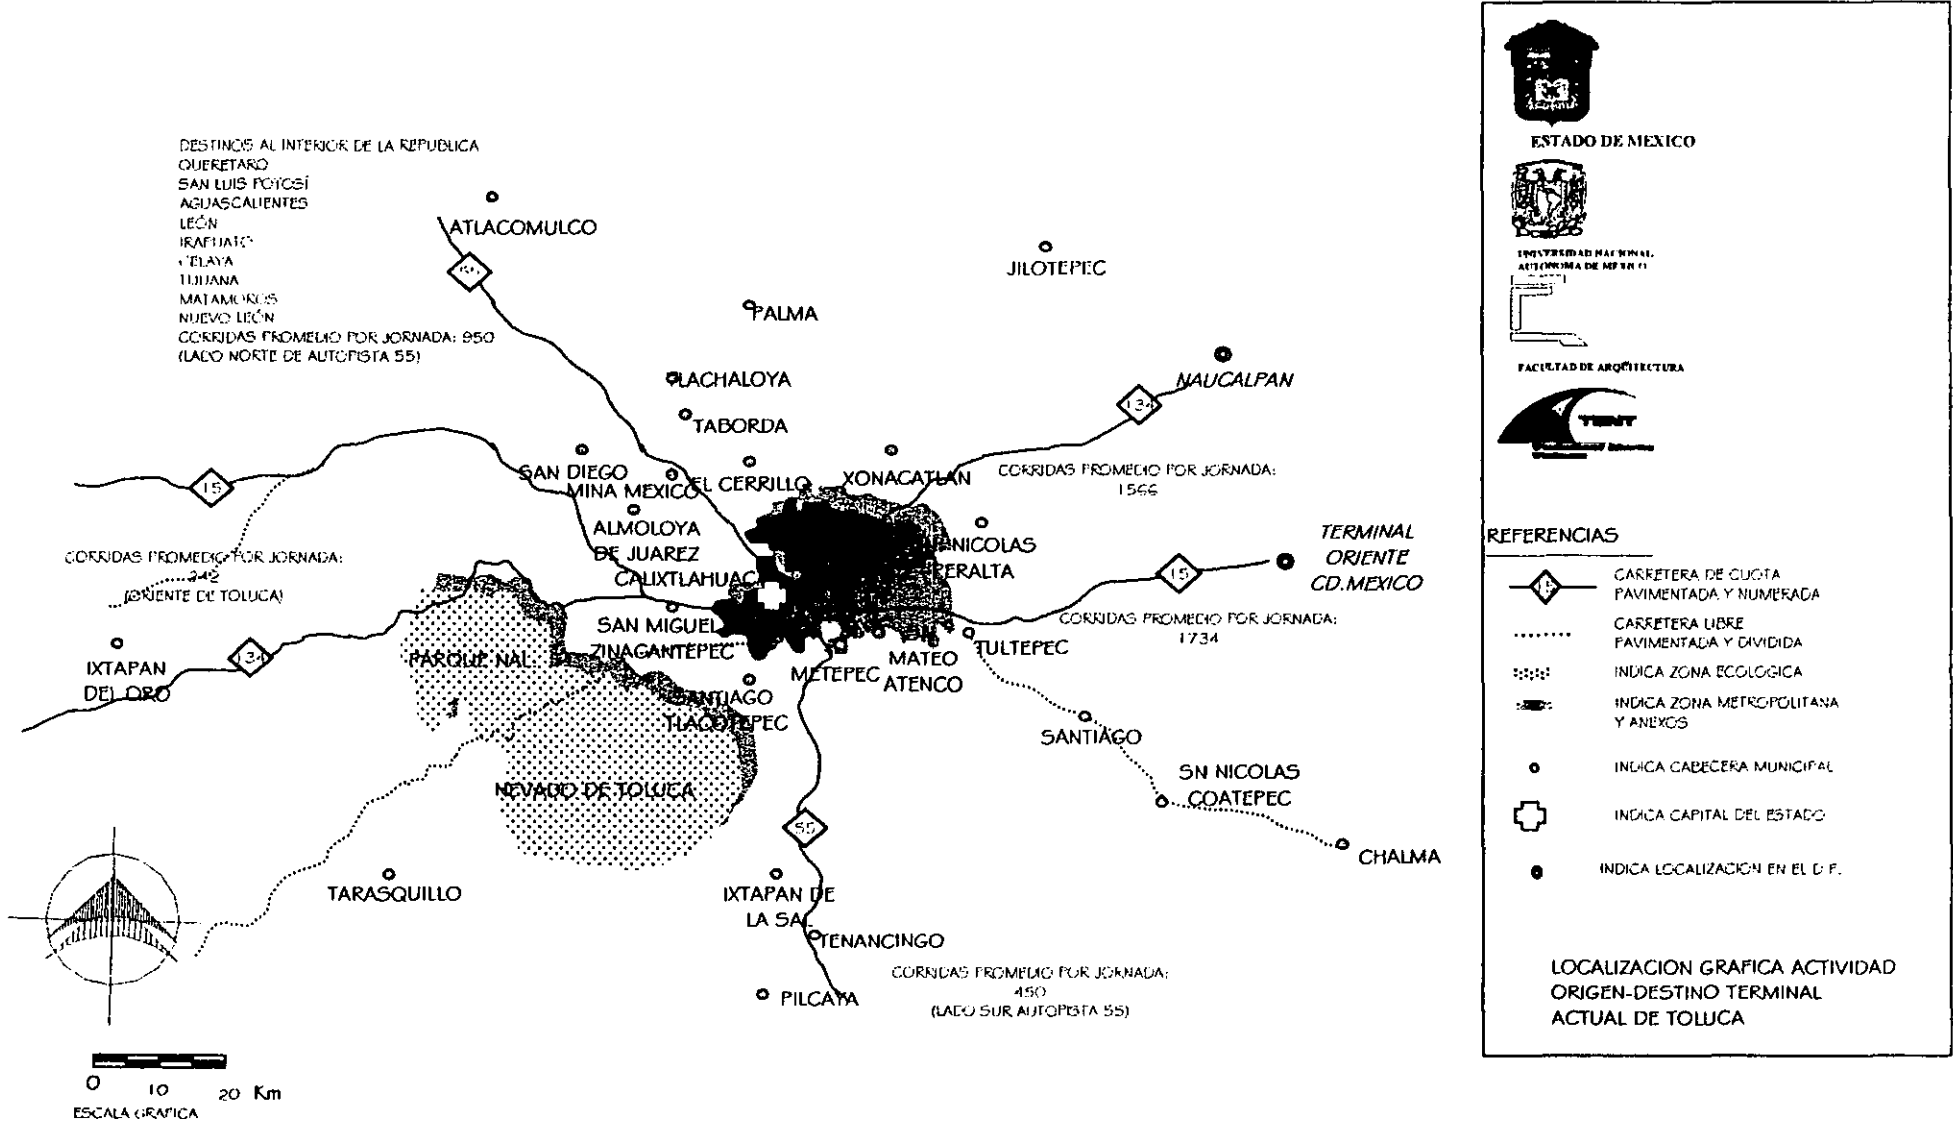 DESTINOS AL INTERIOR DE LA REPUBLICA
QUERETARO
SAN LUIS POTOSÍ
AGUASCALIENTES
LEÓN
IRAPUATO
CELAYA
TIJUANA
MATAMOROS
NUEVO LEÓN
CORRIDAS PROMEDIO POR JORNADA: 950
(LADO NORTE DE AUTOPISTA 55)
ATLACOMULCO
JILOTEPEC
PALMA
TLACHALOYA
TABORDA
NAUCALPAN
134
SAN DIEGO
MINA MEXICO
EL CERRILLO
XONACATLAN
CORRIDAS PROMEDIO POR JORNADA:
1566
15
ALMOLOYA
DE JUAREZ
CALIXTLAHUACA
NICOLAS
PERALTA
TERMINAL
ORIENTE
CD.MEXICO
15
CORRIDAS PROMEDIO POR JORNADA:
242
(ORIENTE DE TOLUCA)
CORRIDAS PROMEDIO POR JORNADA:
1734
IXTAPAN
DEL ORO
134
PARQUE NAL.
SAN MIGUEL
ZINACANTEPEC
METEPEC
MATEO
ATENCO
TULTEPEC
SANTIAGO
TLACOTEPEC
SANTIAGO
SN NICOLAS
COATEPEC
NEVADO DE TOLUCA
55
CHALMA
TARASQUILLO
IXTAPAN DE
LA SAL
TENANCINGO
PILCAYA
CORRIDAS PROMEDIO POR JORNADA:
450
(LADO SUR AUTOPISTA 55)
0 10 20 Km
ESCALA GRAFICA
ESTADO DE MEXICO
UNIVERSIDAD NACIONAL
AUTONOMA DE MEXICO
FACULTAD DE ARQUITECTURA
TENT
REFERENCIAS
15
CARRETERA DE CUOTA
PAVIMENTADA Y NUMERADA
CARRETERA LIBRE
PAVIMENTADA Y DIVIDIDA
INDICA ZONA ECOLOGICA
INDICA ZONA METROPOLITANA
Y ANEXOS
INDICA CABECERA MUNICIPAL
INDICA CAPITAL DEL ESTADO
INDICA LOCALIZACION EN EL D.F.
LOCALIZACION GRAFICA ACTIVIDAD
ORIGEN-DESTINO TERMINAL
ACTUAL DE TOLUCA